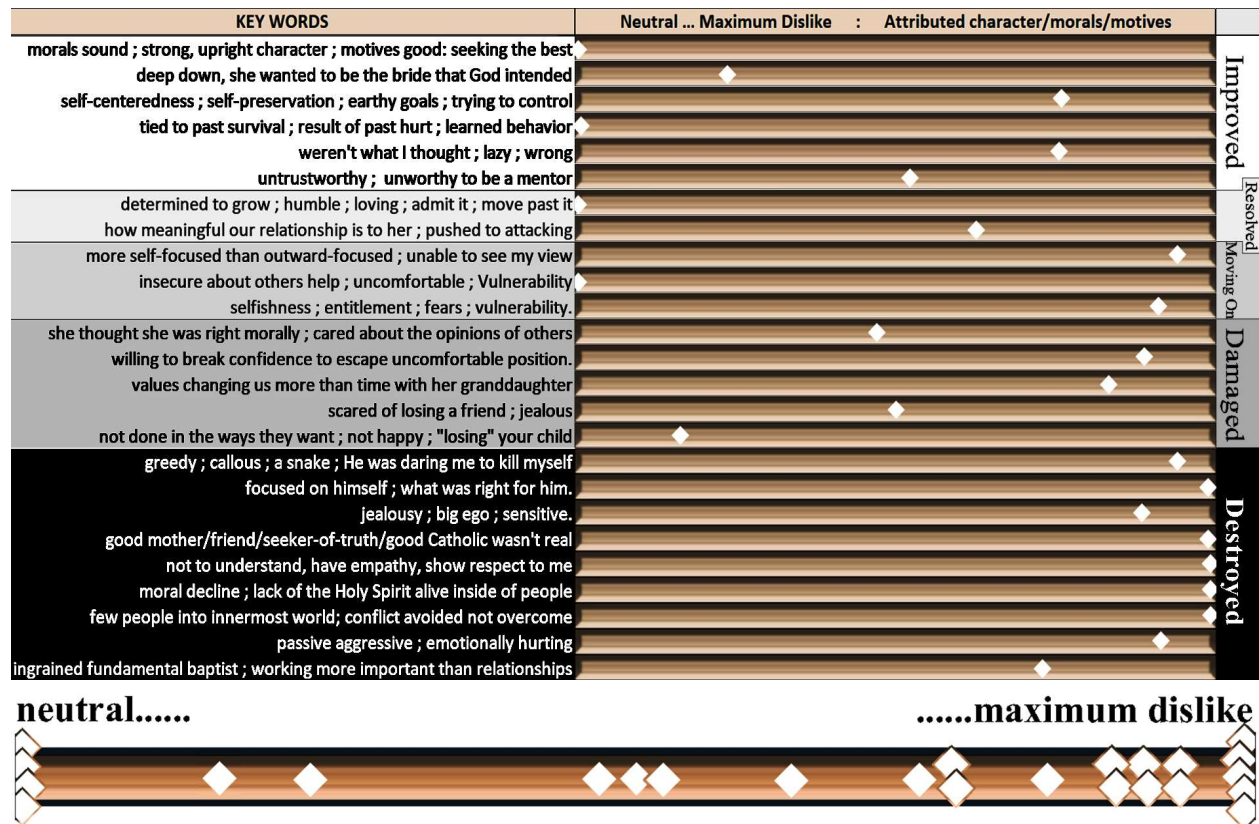 KEY WORDS
Neutral ... Maximum Dislike : Attributed character/morals/motives
morals sound ; strong, upright character ; motives good: seeking the best
deep down, she wanted to be the bride that God intended
self-centeredness ; self-preservation ; earthy goals ; trying to control
tied to past survival ; result of past hurt ; learned behavior
weren't what I thought ; lazy ; wrong
untrustworthy ; unworthy to be a mentor
Improved
determined to grow ; humble ; loving ; admit it ; move past it
how meaningful our relationship is to her ; pushed to attacking
Resolved
more self-focused than outward-focused ; unable to see my view
insecure about others help ; uncomfortable ; Vulnerability
selfishness ; entitlement ; fears ; vulnerability.
Moving On
she thought she was right morally ; cared about the opinions of others
willing to break confidence to escape uncomfortable position.
values changing us more than time with her granddaughter
scared of losing a friend ; jealous
not done in the ways they want ; not happy ; "losing" your child
Damaged
greedy ; callous ; a snake ; He was daring me to kill myself
focused on himself ; what was right for him.
jealousy ; big ego ; sensitive.
good mother/friend/seeker-of-truth/good Catholic wasn't real
not to understand, have empathy, show respect to me
moral decline ; lack of the Holy Spirit alive inside of people
few people into innermost world; conflict avoided not overcome
passive aggressive ; emotionally hurting
ingrained fundamental baptist ; working more important than relationships
Destroyed
neutral......
......maximum dislike